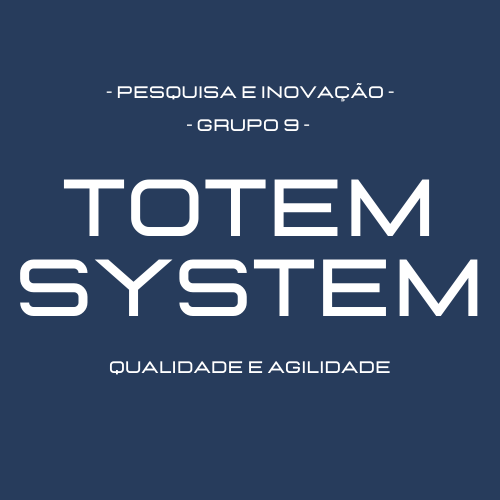 - PESQUISA E INOVAÇÃO -
- GRUPO 9 -
TOTEM
SYSTEM
QUALIDADE E AGILIDADE